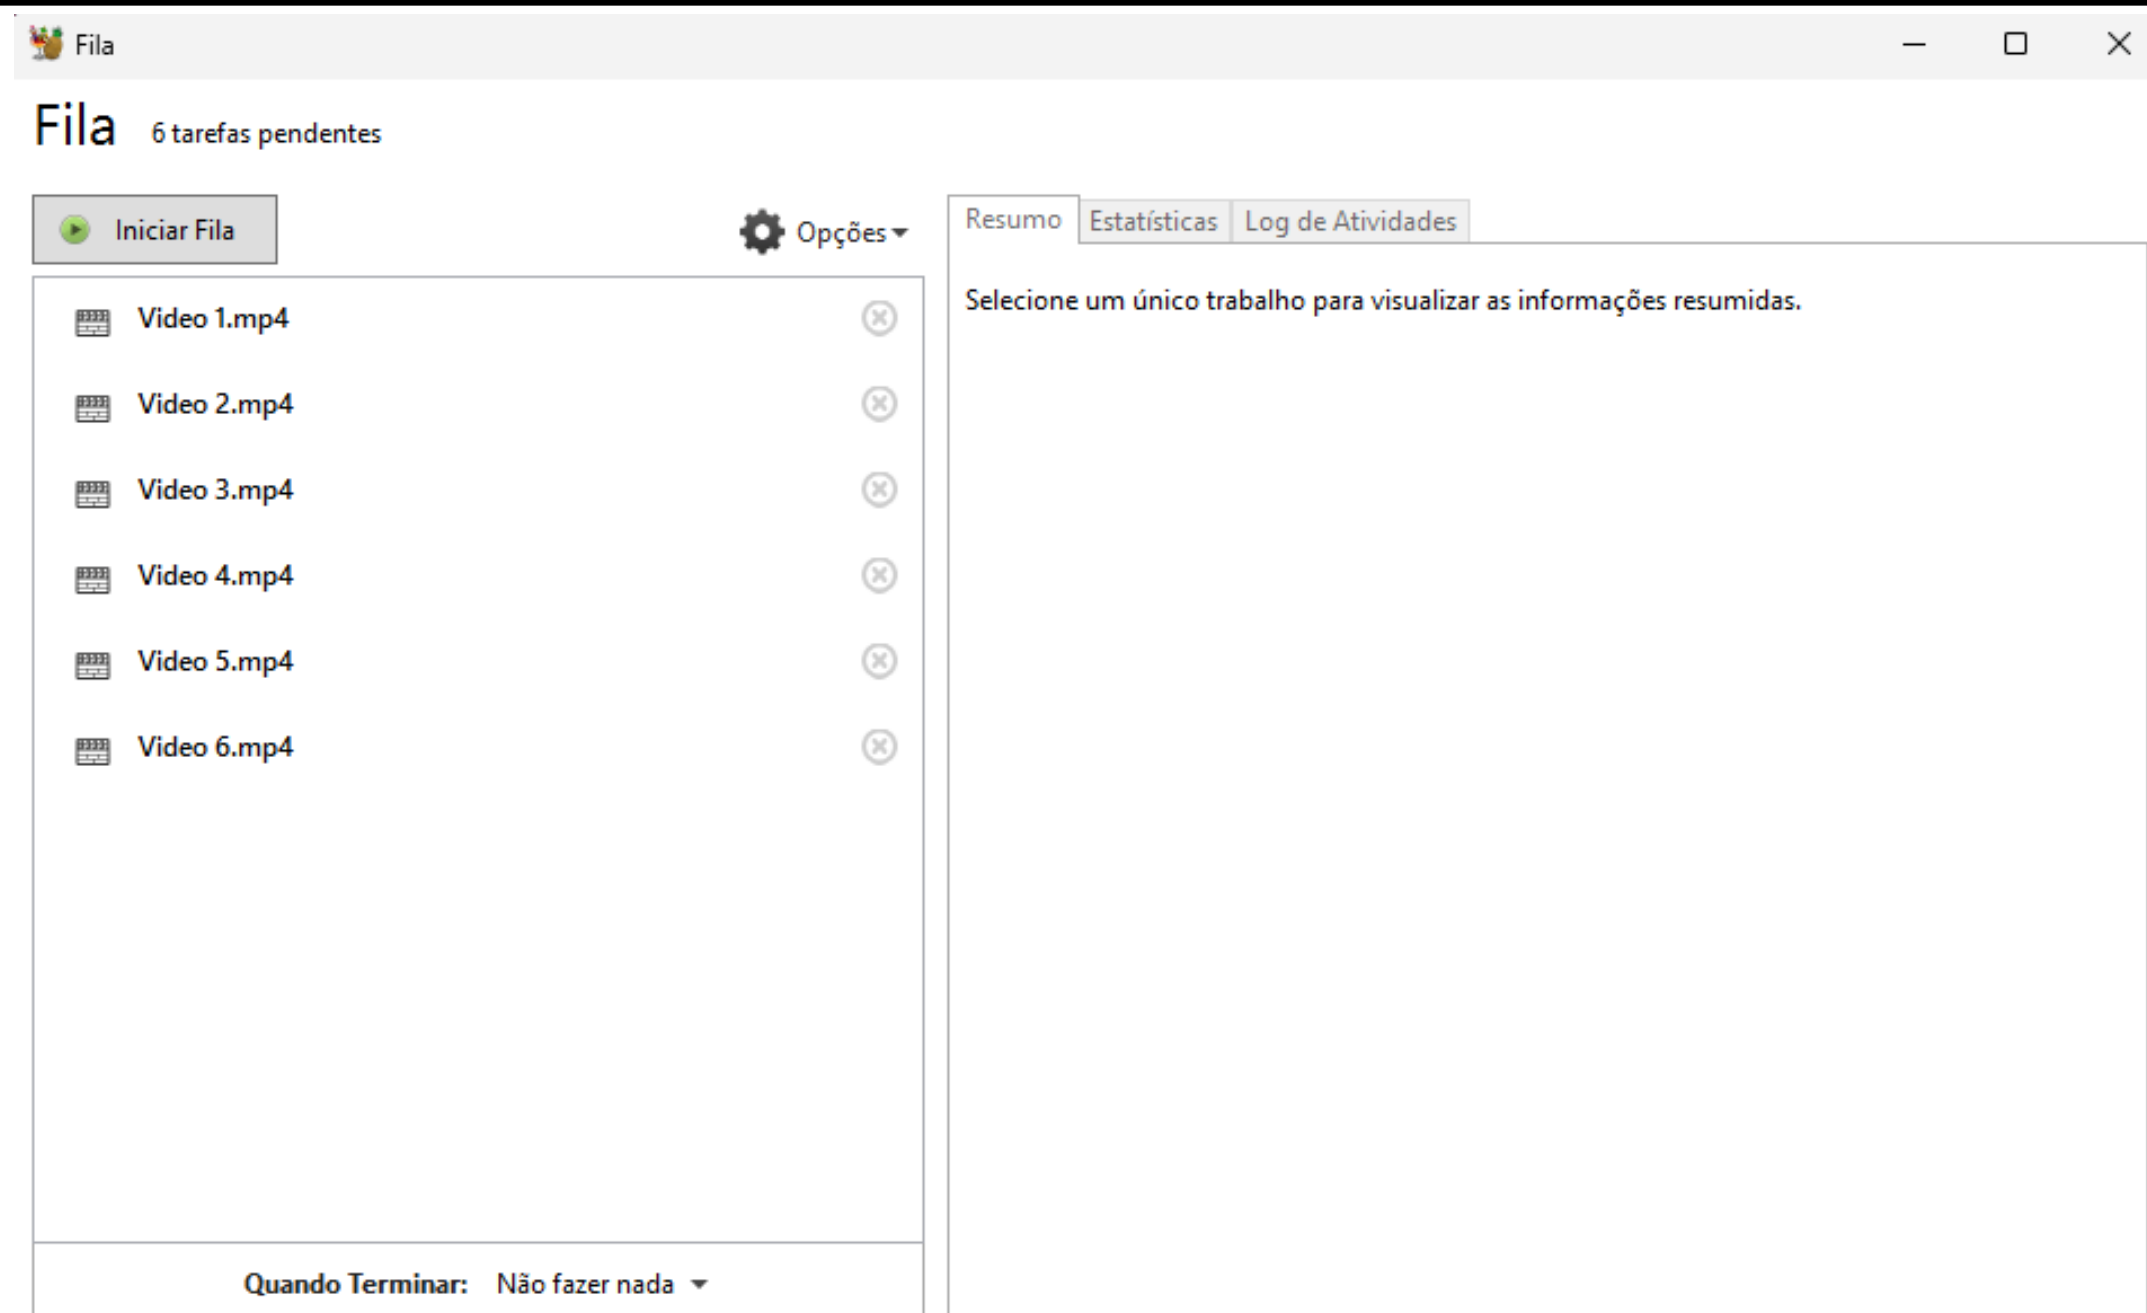 Fila
Fila 6 tarefas pendentes
Iniciar Fila
Opções
Video 1.mp4
Video 2.mp4
Video 3.mp4
Video 4.mp4
Video 5.mp4
Video 6.mp4
Quando Terminar: Não fazer nada
Resumo Estatísticas Log de Atividades
Selecione um único trabalho para visualizar as informações resumidas.